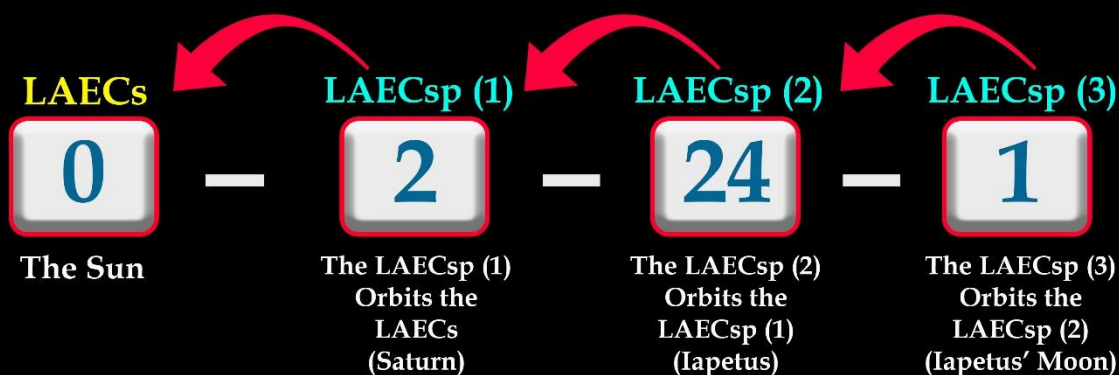 LAECs LAECsp (1) LAECsp (2) LAECsp (3)
0 – 2 – 24 – 1
The Sun
The LAECsp (1)
Orbits the
LAECs
(Saturn)
The LAECsp (2)
Orbits the
LAECsp (1)
(Iapetus)
The LAECsp (3)
Orbits the
LAECsp (2)
(Iapetus’ Moon)